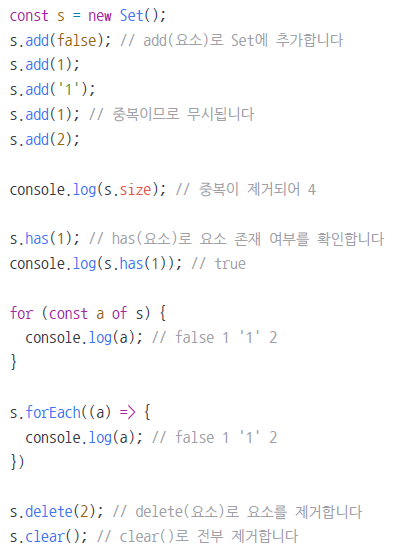 const s = new Set();
s.add(false); // add(요소)로 Set에 추가합니다
s.add(1);
s.add('1');
s.add(1); // 중복이므로 무시됩니다
s.add(2);
console.log(s.size); // 중복이 제거되어 4
s.has(1); // has(요소)로 요소 존재 여부를 확인합니다
console.log(s.has(1)); // true
for (const a of s) {
  console.log(a); // false 1 '1' 2
}
s.forEach((a) => {
  console.log(a); // false 1 '1' 2
})
s.delete(2); // delete(요소)로 요소를 제거합니다
s.clear(); // clear()로 전부 제거합니다